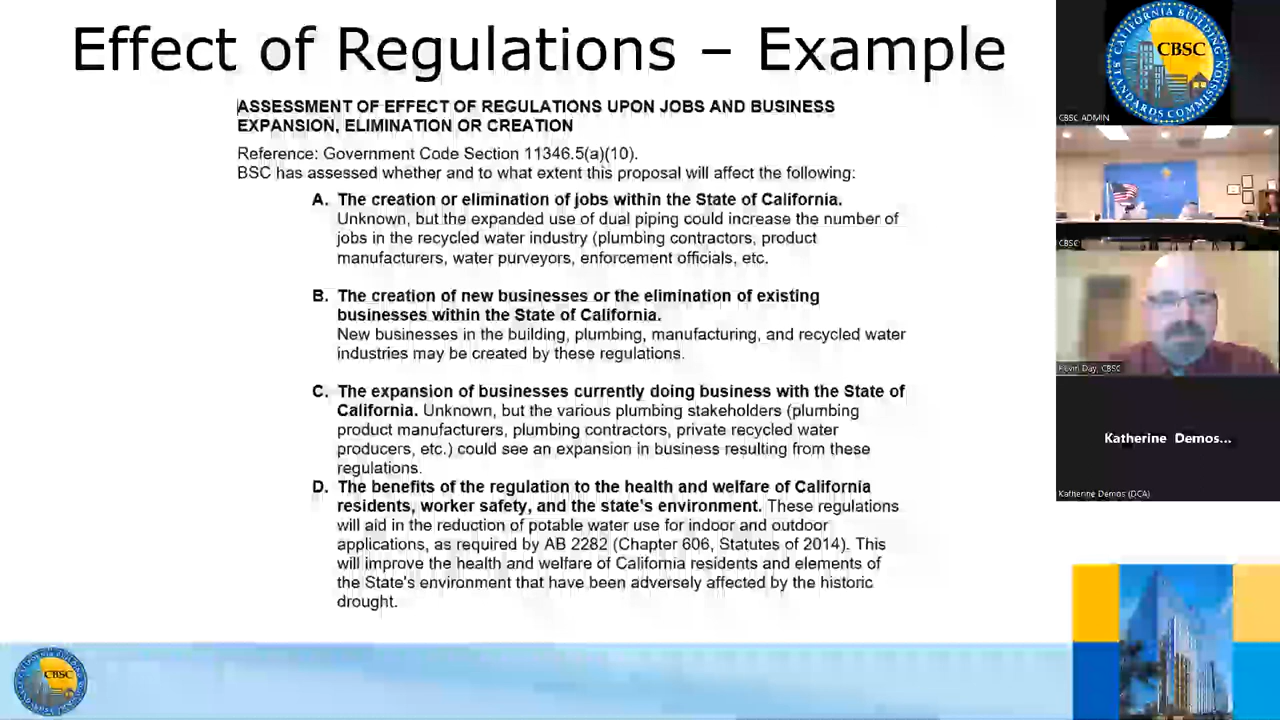 Effect of Regulations – Example
ASSESSMENT OF EFFECT OF REGULATIONS UPON JOBS AND BUSINESS
EXPANSION, ELIMINATION OR CREATION
Reference: Government Code Section 11346.5(a)(10).
BSC has assessed whether and to what extent this proposal will affect the following:
A. The creation or elimination of jobs within the State of California.
Unknown, but the expanded use of dual piping could increase the number of
jobs in the recycled water industry (plumbing contractors, product
manufacturers, water purveyors, enforcement officials, etc.
B. The creation of new businesses or the elimination of existing
businesses within the State of California.
New businesses in the building, plumbing, manufacturing, and recycled water
industries may be created by these regulations.
C. The expansion of businesses currently doing business with the State of
California. Unknown, but the various plumbing stakeholders (plumbing
product manufacturers, plumbing contractors, private recycled water
producers, etc.) could see an expansion in business resulting from these
regulations.
D. The benefits of the regulation to the health and welfare of California
residents, worker safety, and the state's environment. These regulations
will aid in the reduction of potable water use for indoor and outdoor
applications, as required by AB 2282 (Chapter 606, Statutes of 2014). This
will improve the health and welfare of California residents and elements of
the State's environment that have been adversely affected by the historic
drought.
CBSC
CALIFORNIA BUILDING STANDARDS COMMISSION
CBSC
CBSC ADMIN
CBSC
Kevin Day, CBSC
Katherine Demos...
Katherine Demos (DCA)